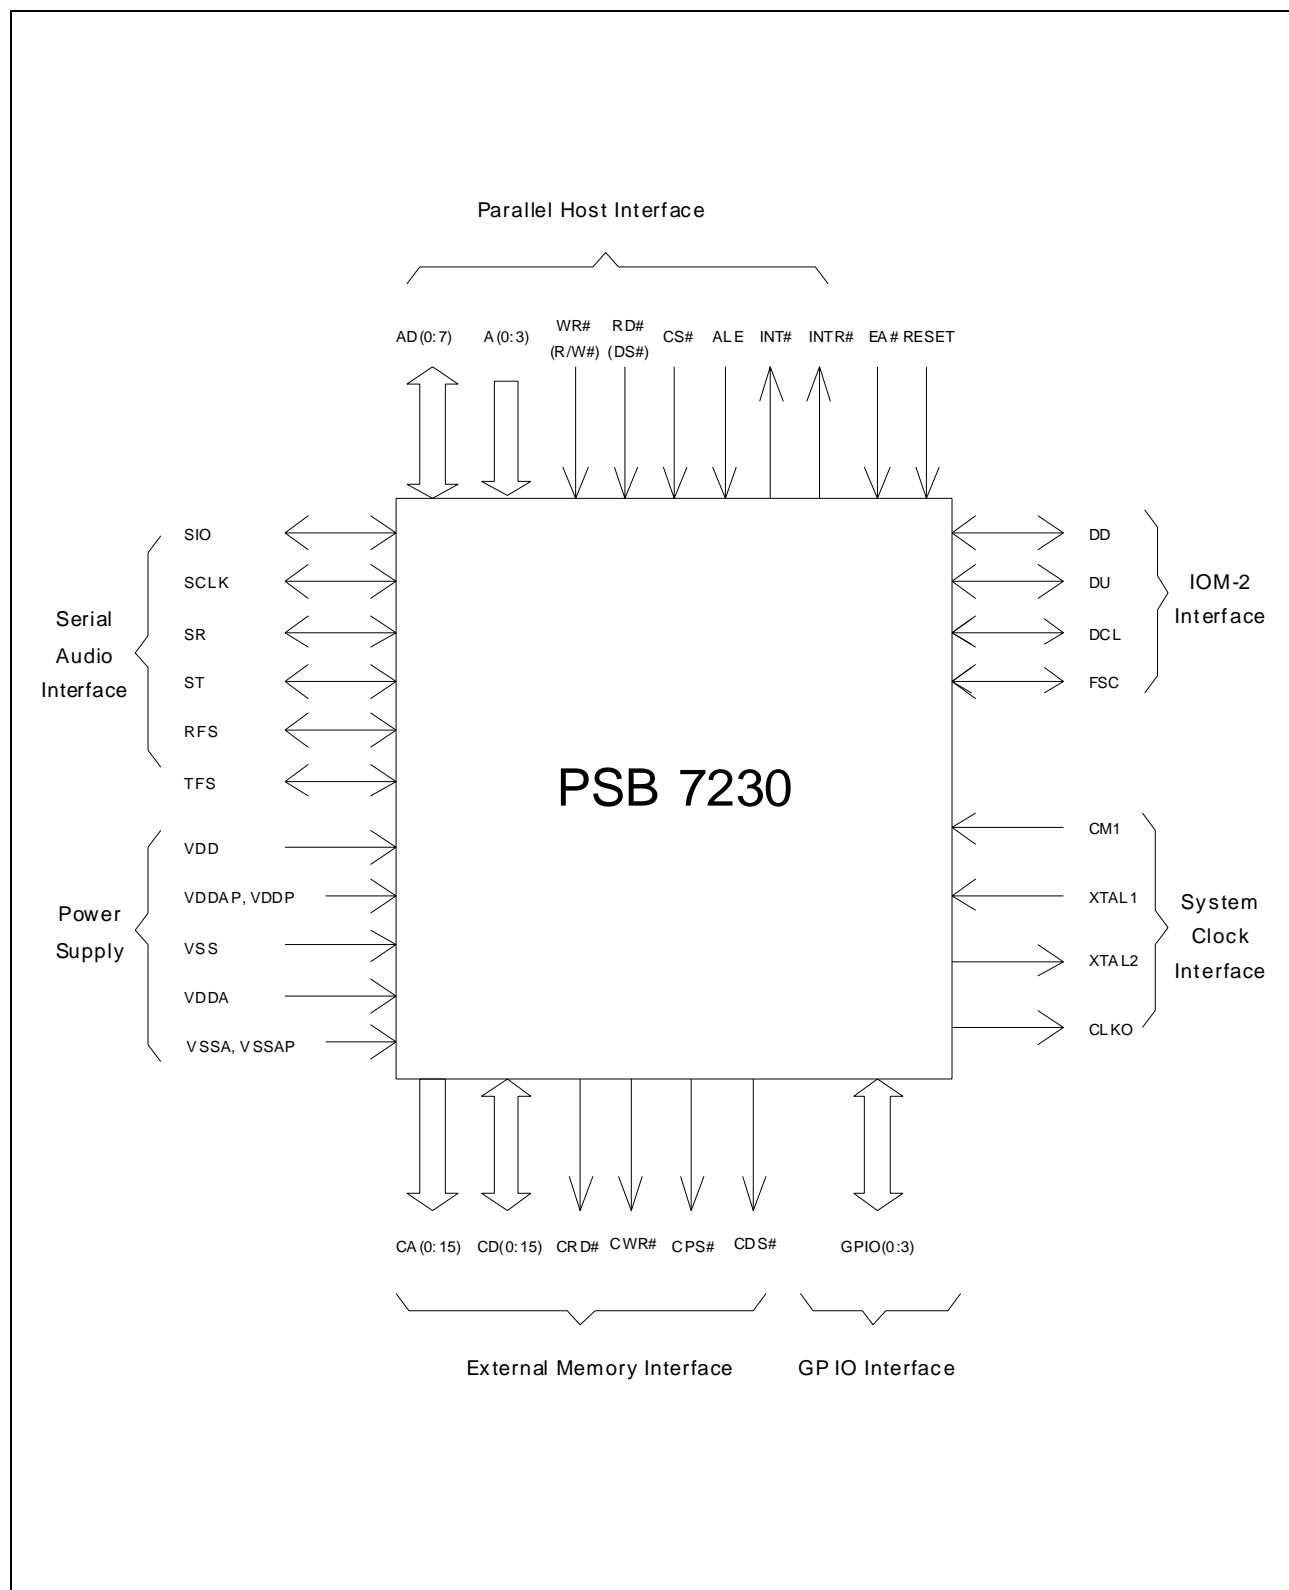 Parallel Host Interface
AD(0:7) A(0:3) WR# RD# CS# ALE INT# INTR# EA# RESET
(R/W#) (DS#)
SIO
SCLK
SR
ST
RFS
TFS
Serial
Audio
Interface
VDD
VDDAP, VDDP
VSS
VDDA
VSSA, VSSAP
Power
Supply
PSB 7230
DD
DU
DCL
FSC
IOM-2
Interface
CM1
XTAL1
XTAL2
CLKO
System
Clock
Interface
CA(0:15) CD(0:15) CRD# CWR# CPS# CDS# GPIO(0:3)
External Memory Interface GPIO Interface